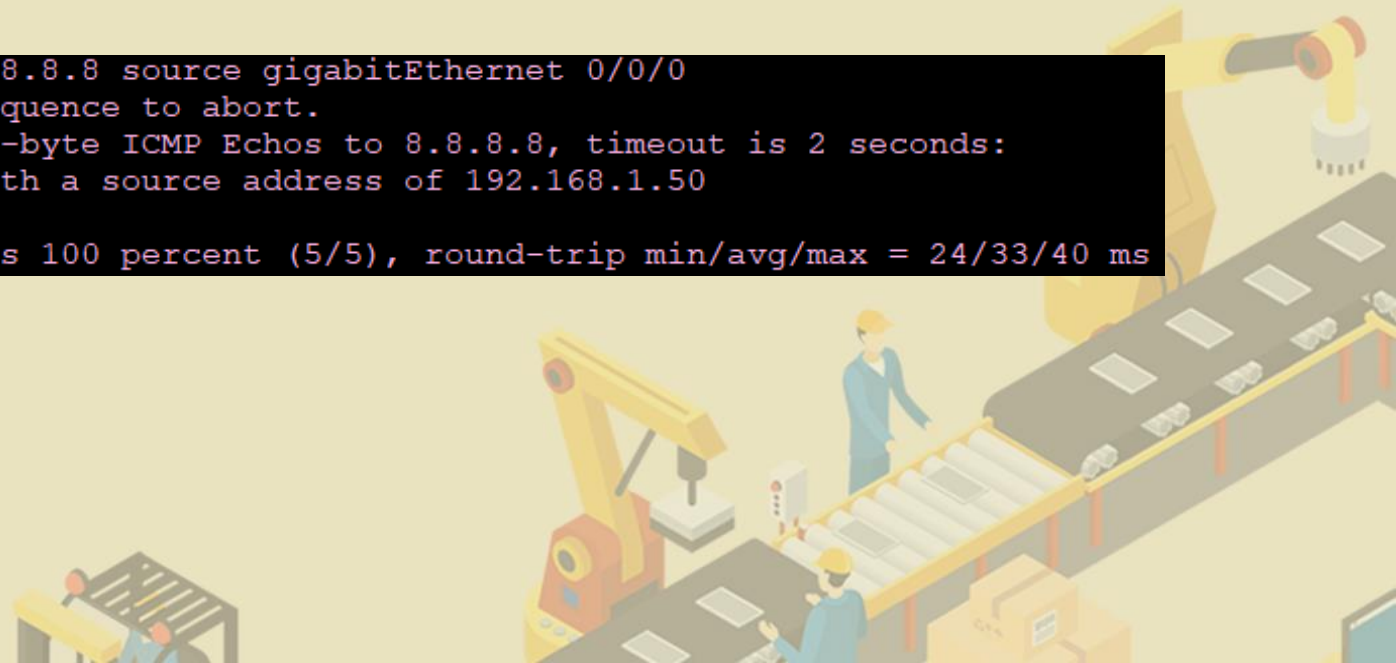 8.8.8 source gigabitEthernet 0/0/0
quence to abort.
-byte ICMP Echos to 8.8.8.8, timeout is 2 seconds:
th a source address of 192.168.1.50
s 100 percent (5/5), round-trip min/avg/max = 24/33/40 ms